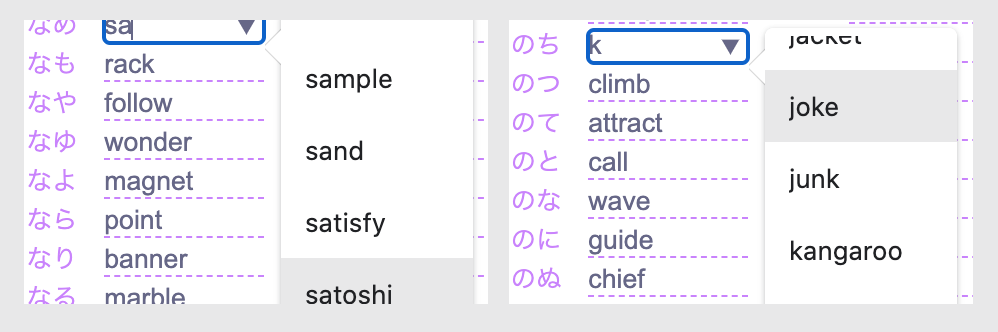 なめ sa
なも rack
なや follow
なゆ wonder
なよ magnet
なら point
なり banner
なる marble
sample
sand
satisfy
satoshi
のち k
のつ climb
のて attract
のと call
のな wave
のに guide
のぬ chief
jacket
joke
junk
kangaroo